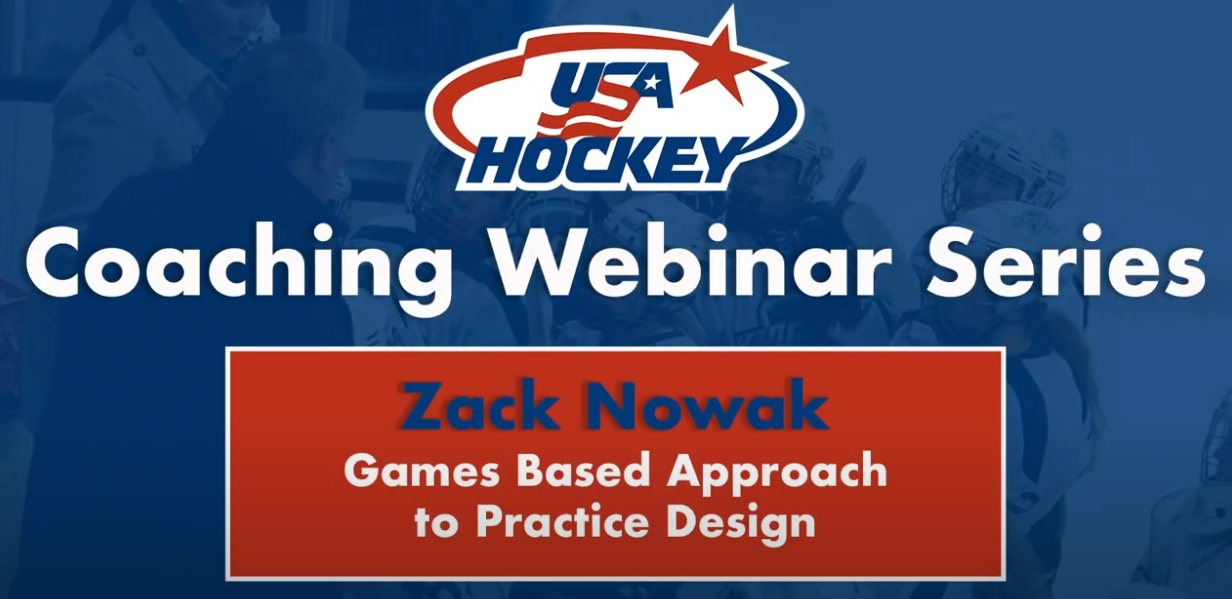 USA
HOCKEY
Coaching Webinar Series
Zack Nowak
Games Based Approach
to Practice Design